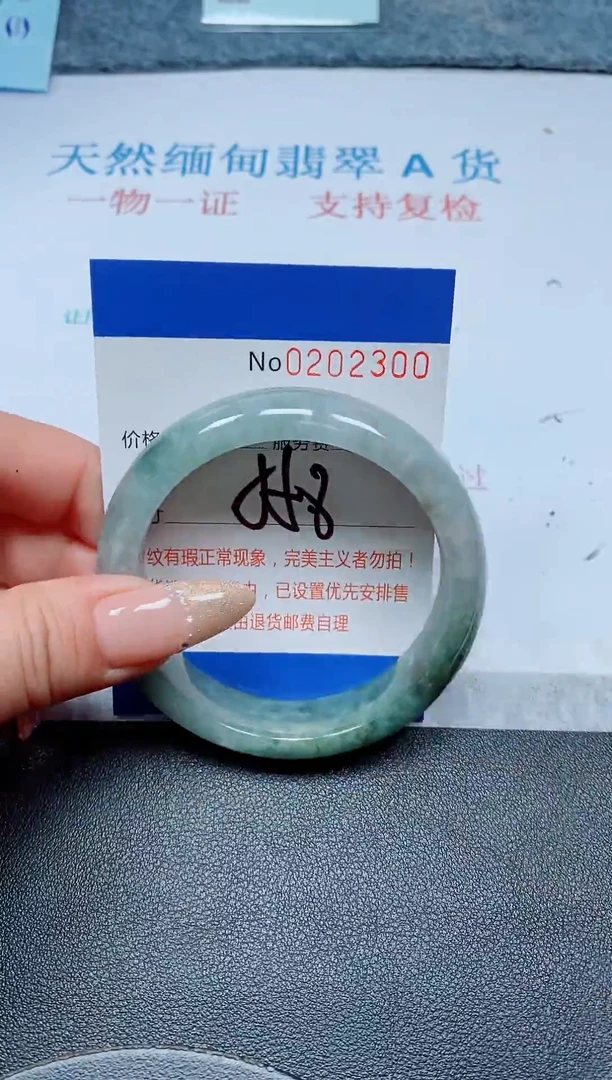 天然缅甸翡翠 A 货
一物一证 支持复检
No0202300
价格 服务费
纹有瑕正常现象，完美主义者勿拍！
，已设置优先安排售
退货邮费自理